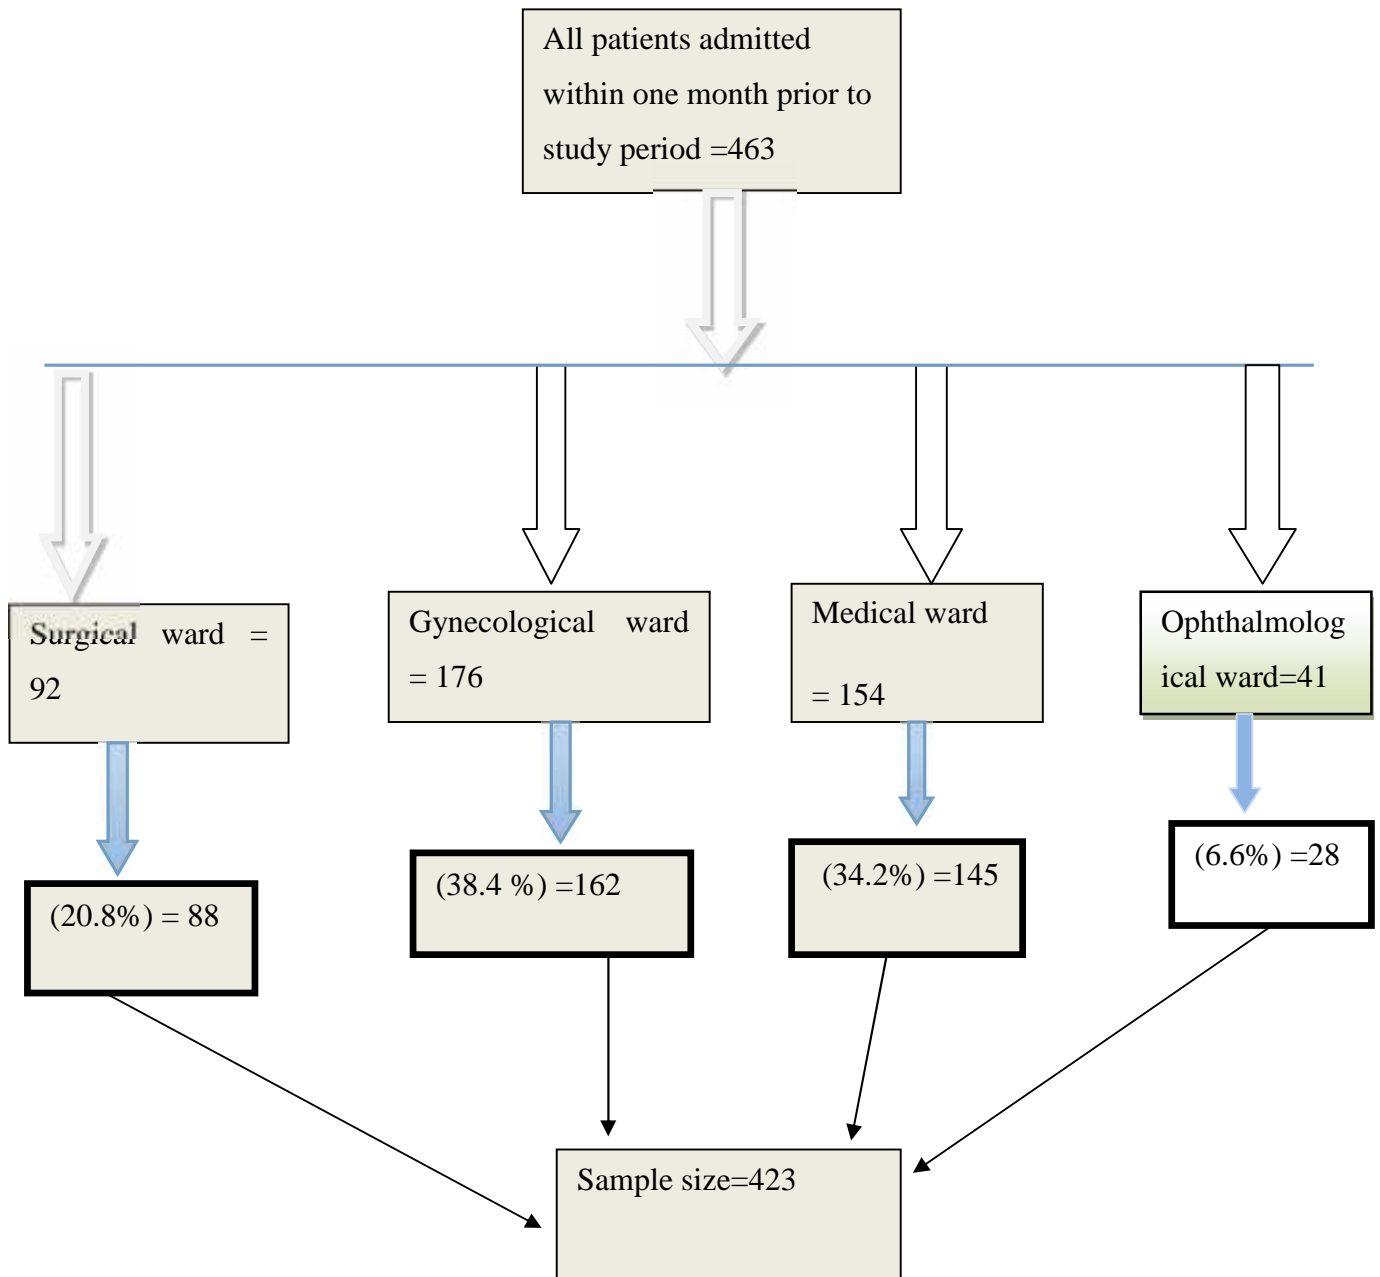 All patients admitted
within one month prior to
study period =463
Surgical ward =
92
Gynecological ward
= 176
Medical ward
= 154
Ophthalmolog
ical ward=41
(20.8%) = 88
(38.4 %) =162
(34.2%) =145
(6.6%) =28
Sample size=423